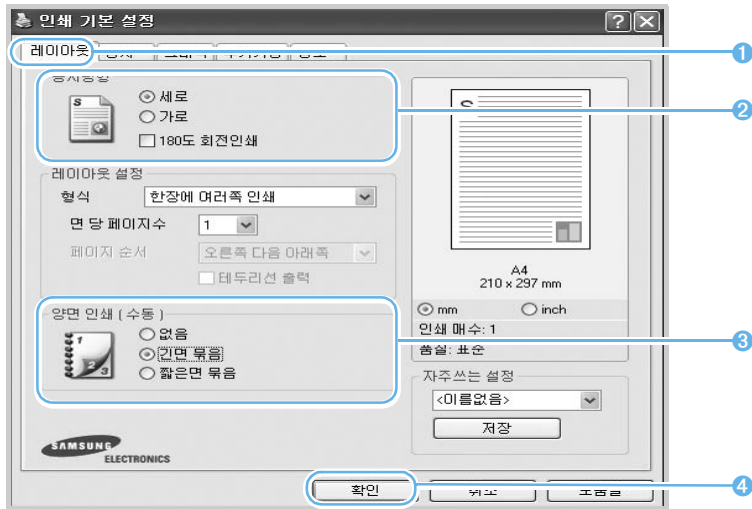 인쇄 기본 설정
레이아웃
1
S
세로
가로
180도 회전인쇄
2
레이아웃 설정
형식 한장에 여러쪽 인쇄
면 당 페이지수 1
페이지 순서 오른쪽 다음 아래쪽
테두리선 출력
S
A4
210 x 297 mm
mm inch
인쇄 매수: 1
품질: 표준
양면 인쇄 ( 수동 )
없음
긴면 묶음
짧은면 묶음
1
2
3
3
자주쓰는 설정
<이름없음>
저장
SAMSUNG
ELECTRONICS
확인
4